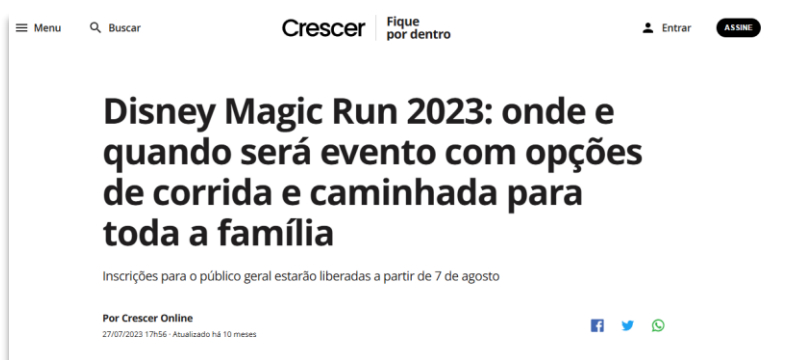 Menu
Buscar
Crescer
Fique
por dentro
Entrar
ASSINE
Disney Magic Run 2023: onde e
quando será evento com opções
de corrida e caminhada para
toda a família
Inscrições para o público geral estarão liberadas a partir de 7 de agosto
Por Crescer Online
27/07/2023 17h56 · Atualizado há 10 meses